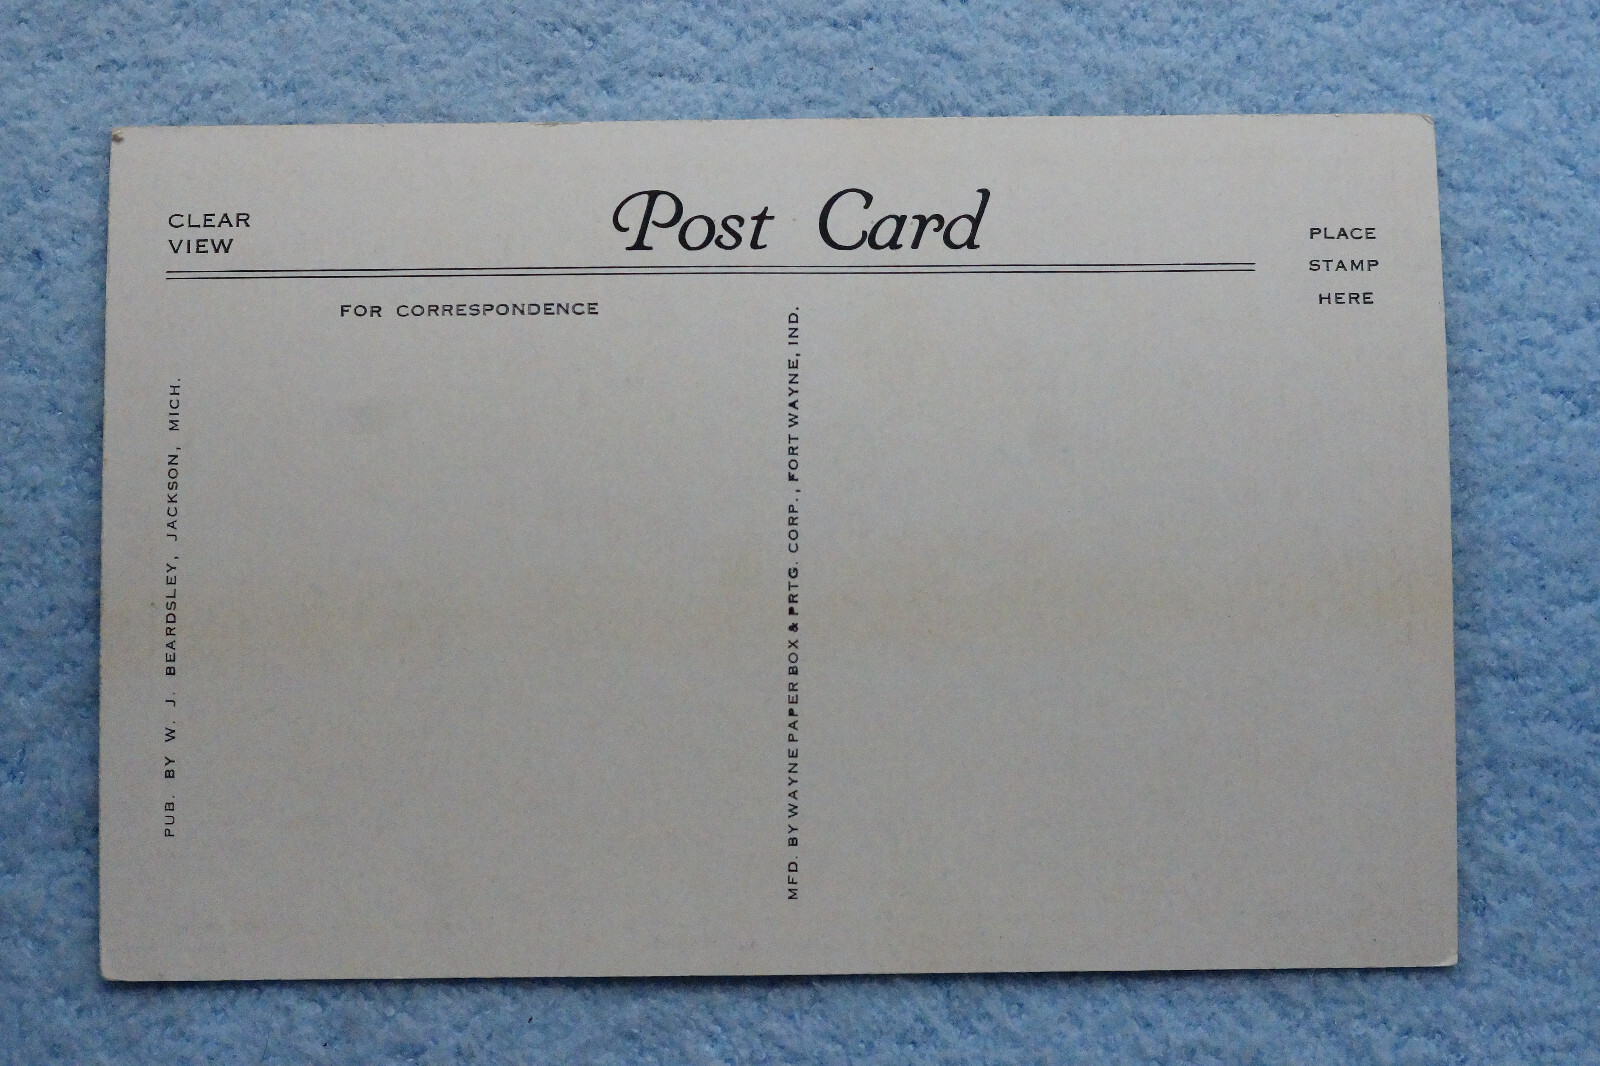 CLEAR
VIEW
Post Card
PLACE
STAMP
HERE
FOR CORRESPONDENCE
PUB. BY W. J. BEARDSLEY, JACKSON, MICH.
MFD. BY WAYNE PAPER BOX & PRTG. CORP., FORT WAYNE, IND.